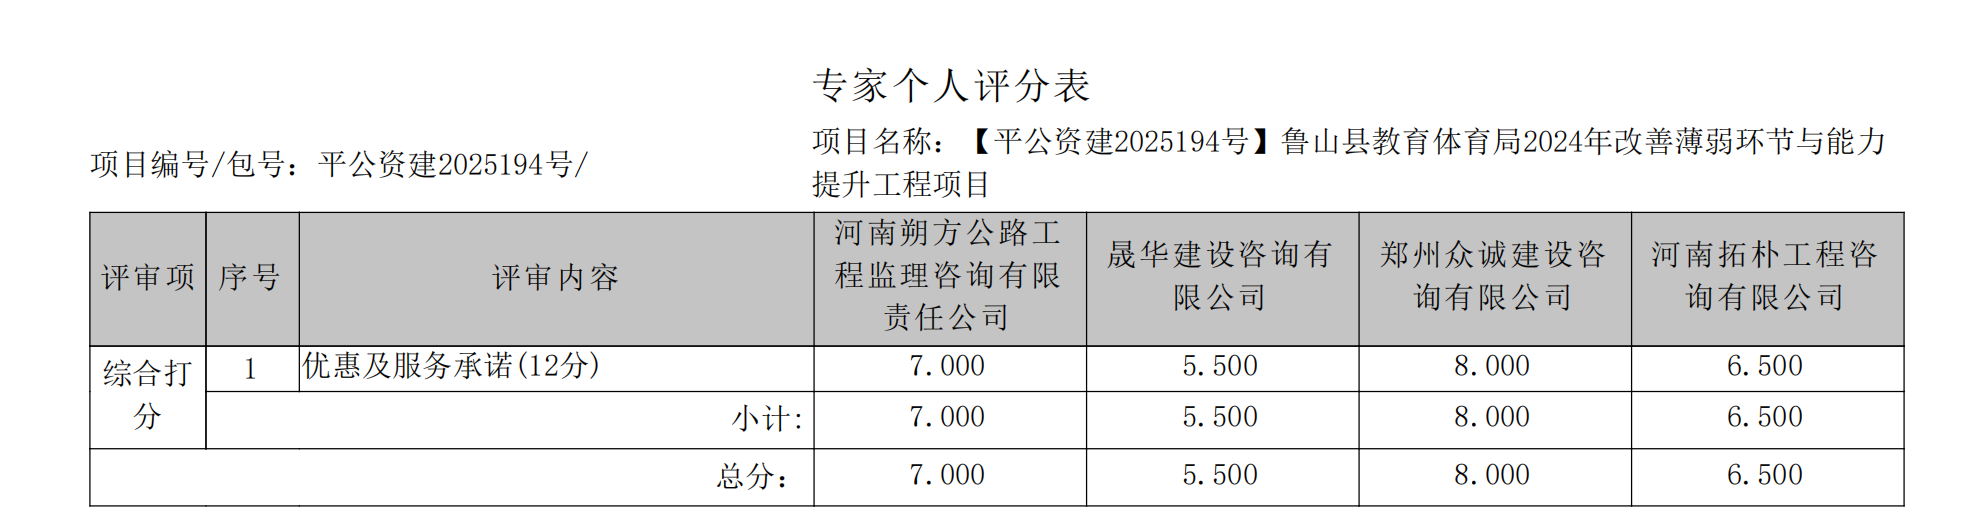 专家个人评分表
项目编号/包号：平公资建2025194号/
项目名称：【平公资建2025194号】鲁山县教育体育局2024年改善薄弱环节与能力
提升工程项目
评审项 序号 评审内容 河南朔方公路工程监理咨询有限责任公司 晟华建设咨询有限公司 郑州众诚建设咨询有限公司 河南拓朴工程咨询有限公司
综合打分 1 优惠及服务承诺(12分) 7.000 5.500 8.000 6.500
小计: 7.000 5.500 8.000 6.500
总分： 7.000 5.500 8.000 6.500